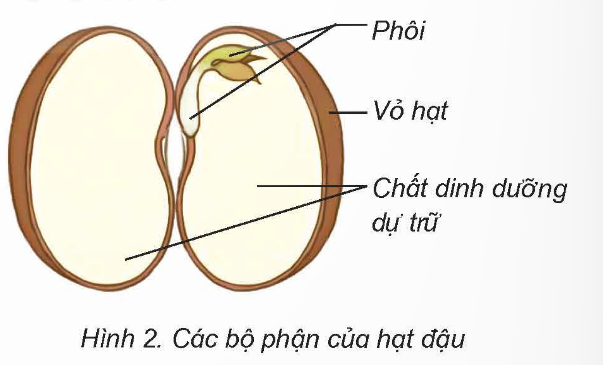 Phôi
Vỏ hạt
Chất dinh dưỡng
dự trữ
Hình 2. Các bộ phận của hạt đậu